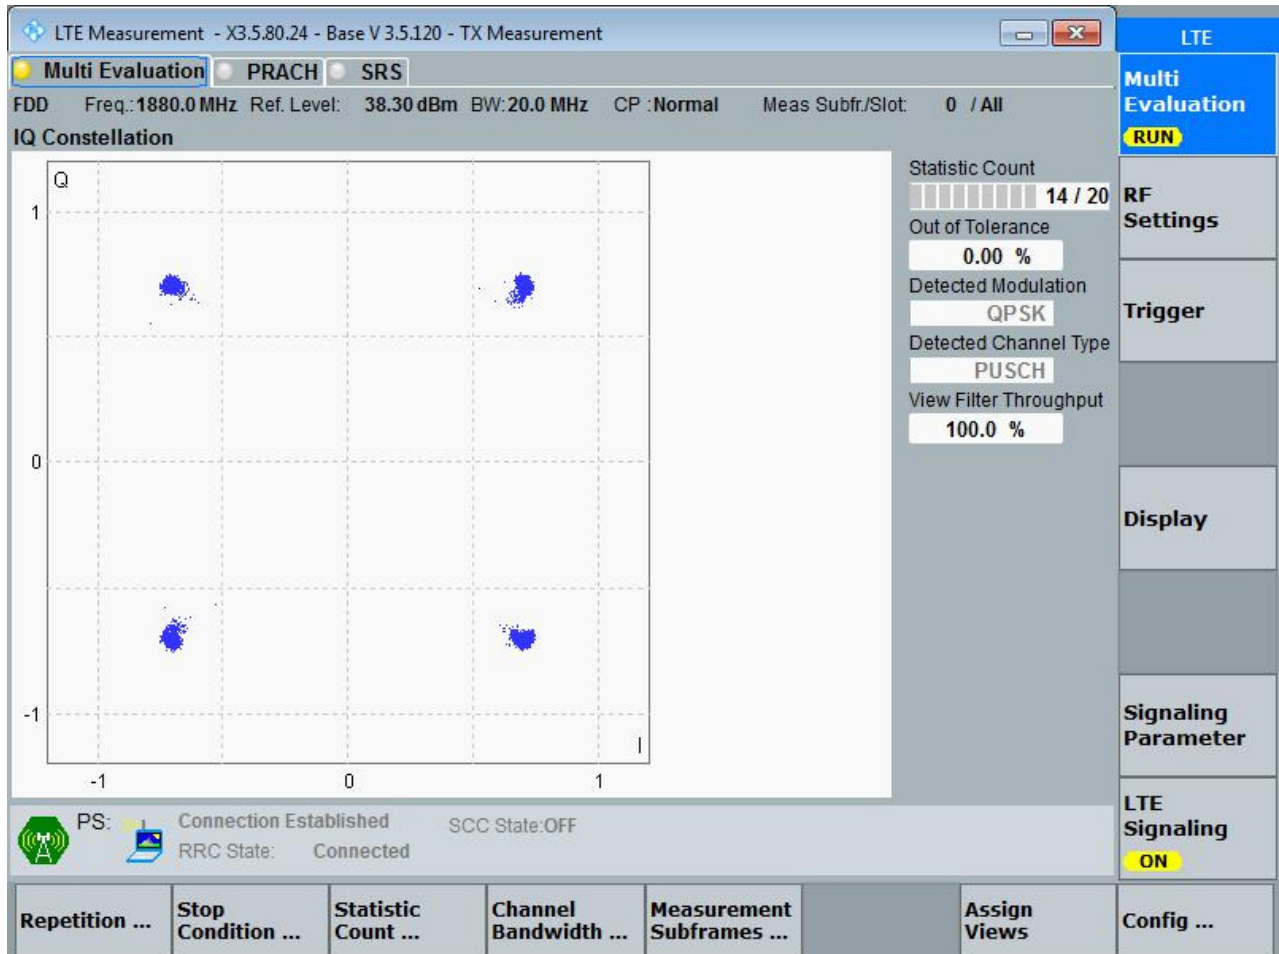 LTE Measurement - X3.5.80.24 - Base V 3.5.120 - TX Measurement
LTE
Multi Evaluation PRACH SRS
Multi
Evaluation
RUN
FDD Freq.:1880.0 MHz Ref. Level: 38.30 dBm BW:20.0 MHz CP :Normal Meas Subfr./Slot: 0 / All
IQ Constellation
Q
1
0
-1
I
-1 0 1
Statistic Count
14 / 20
Out of Tolerance
0.00 %
Detected Modulation
QPSK
Detected Channel Type
PUSCH
View Filter Throughput
100.0 %
RF
Settings
Trigger
Display
Signaling
Parameter
LTE
Signaling
ON
PS: Connection Established SCC State:OFF
RRC State: Connected
Repetition ...
Stop
Condition ...
Statistic
Count ...
Channel
Bandwidth ...
Measurement
Subframes ...
Assign
Views
Config ...